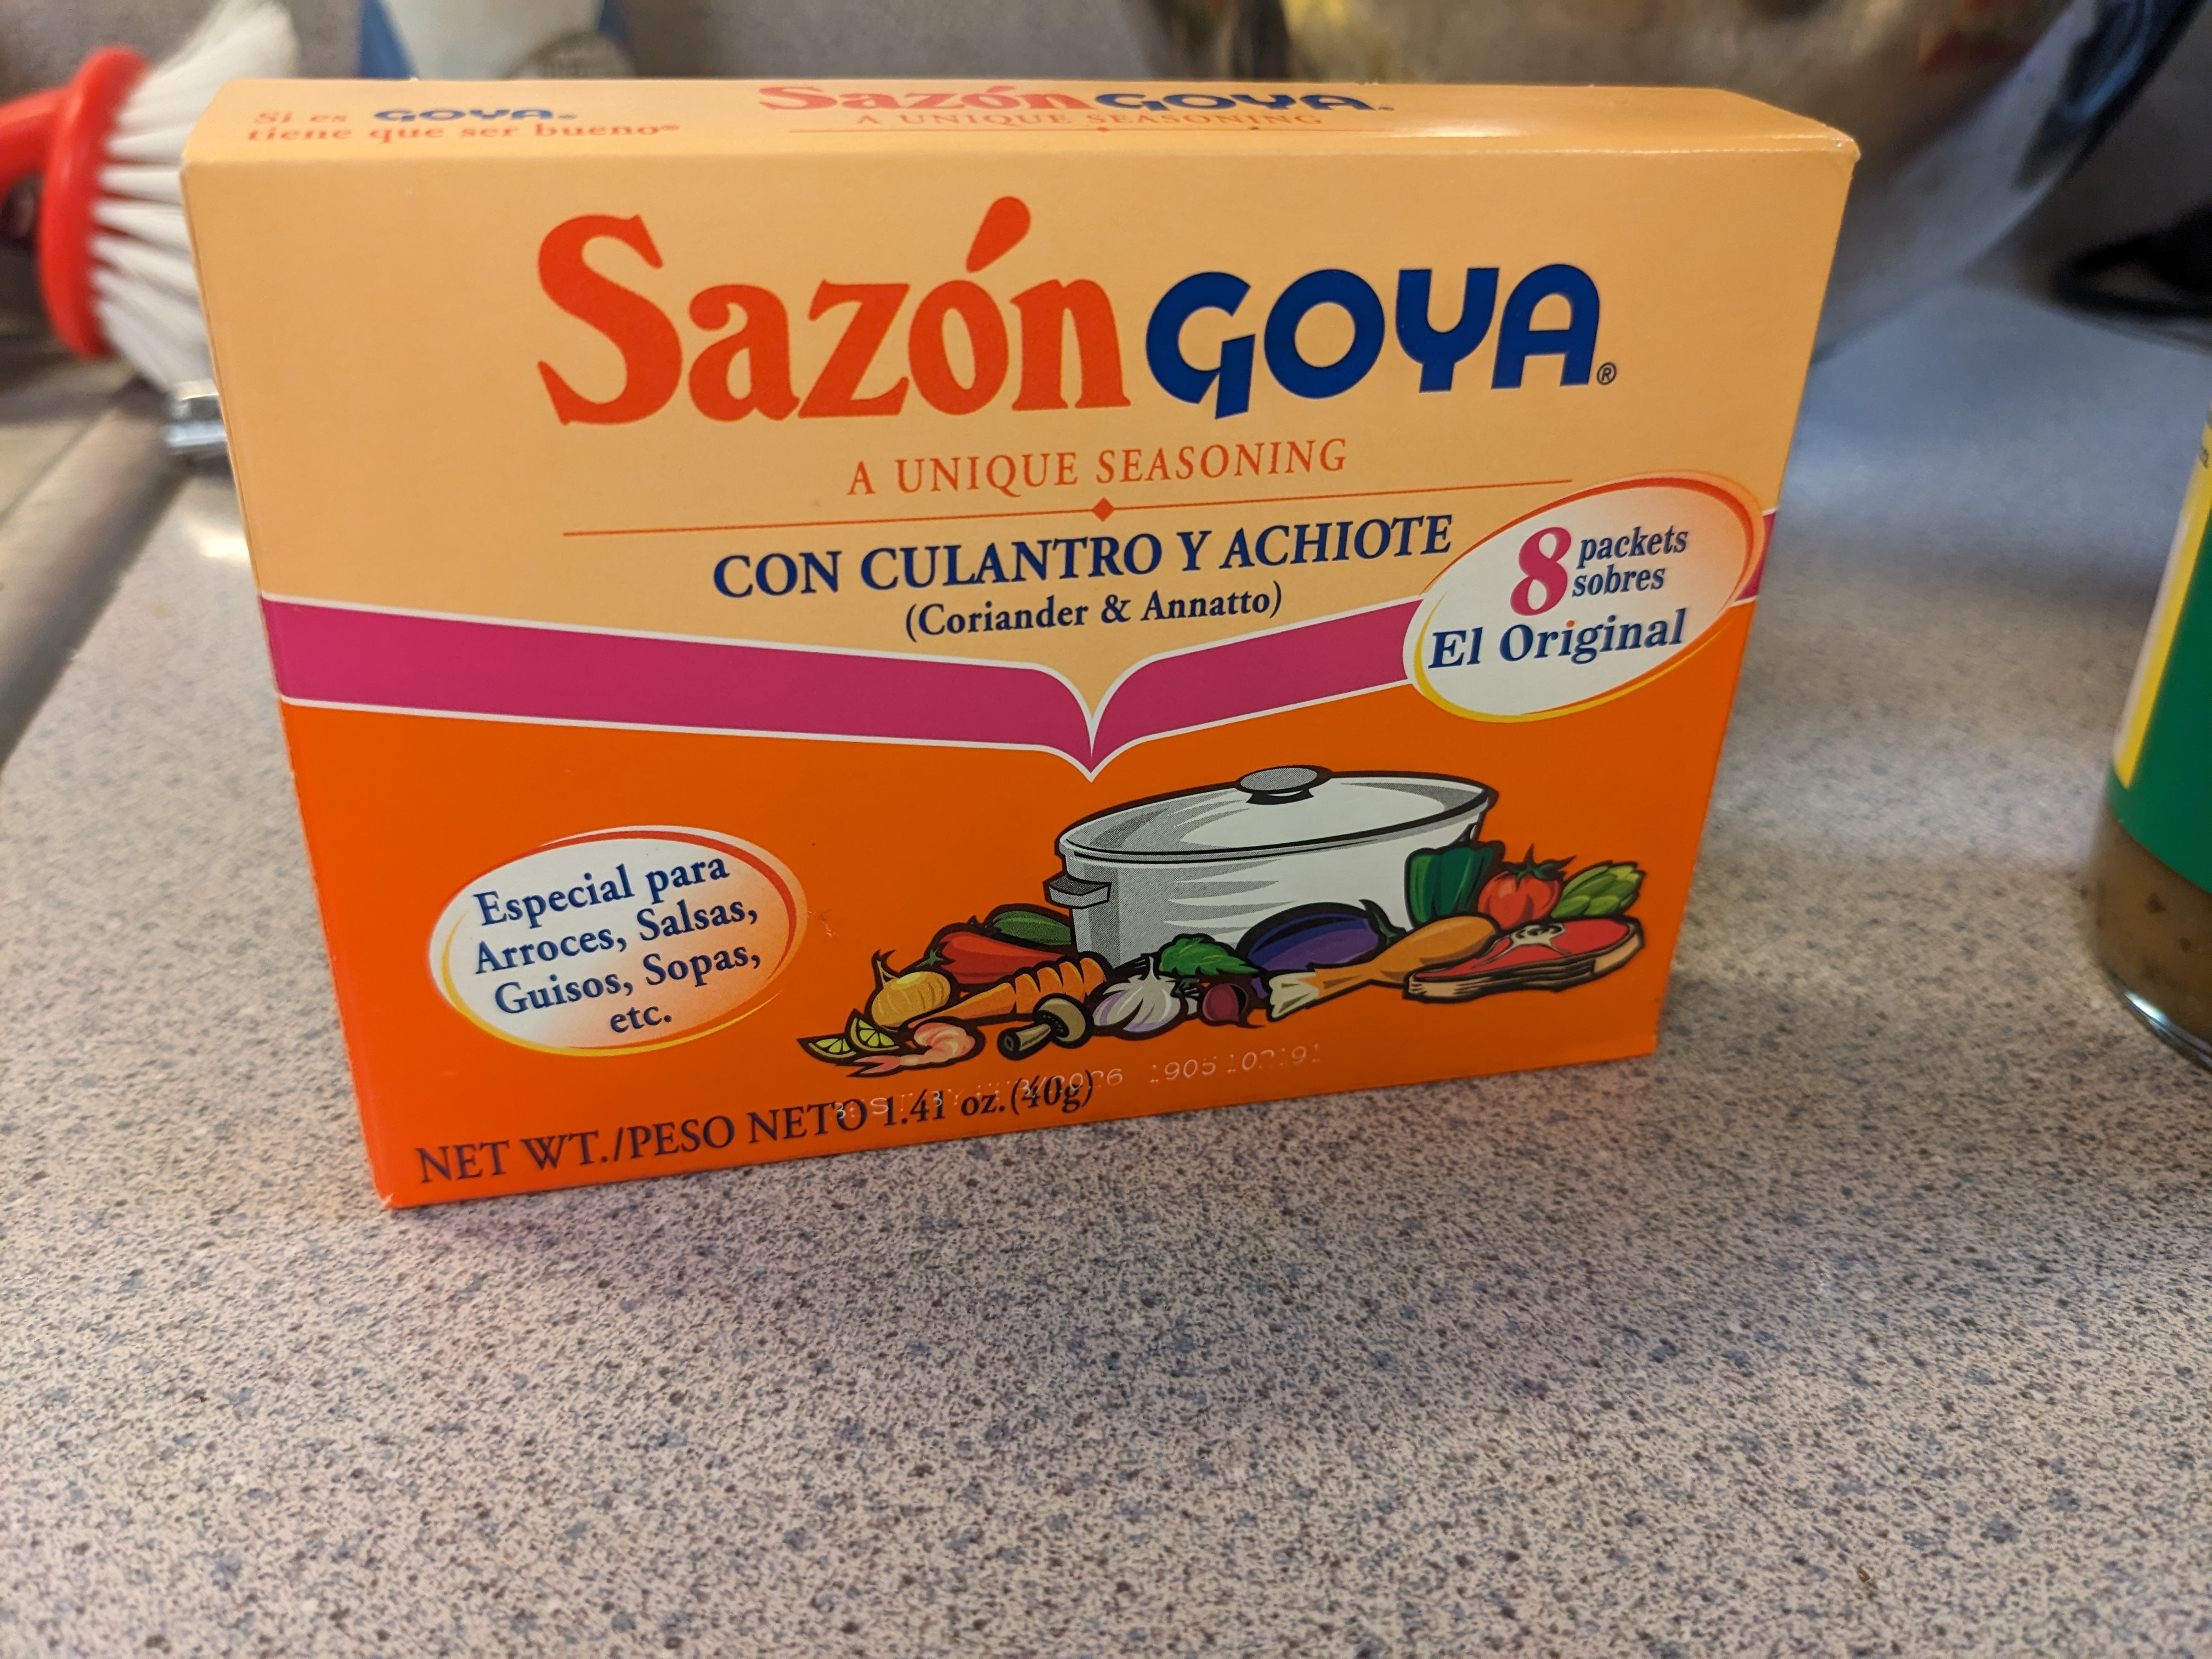 Si es GOYA®
tiene que ser bueno®
Sazón GOYA®
A UNIQUE SEASONING
Sazón GOYA®
A UNIQUE SEASONING
CON CULANTRO Y ACHIOTE
(Coriander & Annatto)
8 packets
sobres
El Original
Especial para
Arroces, Salsas,
Guisos, Sopas,
etc.
NET WT./PESO NETO 1.41 oz.(40g)